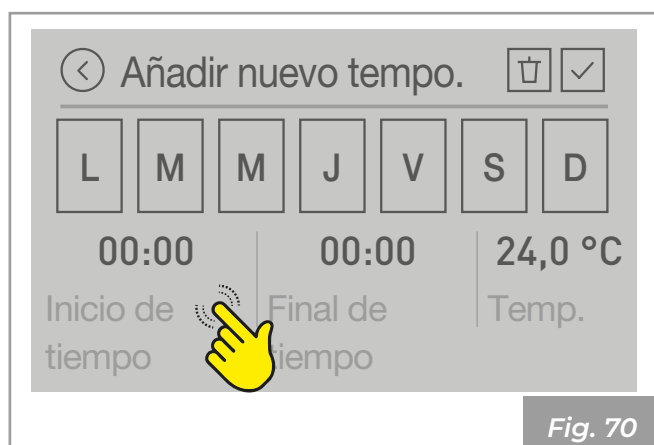 Añadir nuevo tempo.
L M M J V S D
00:00 00:00 24,0 °C
Inicio de Final de Temp.
tiempo tiempo
Fig. 70